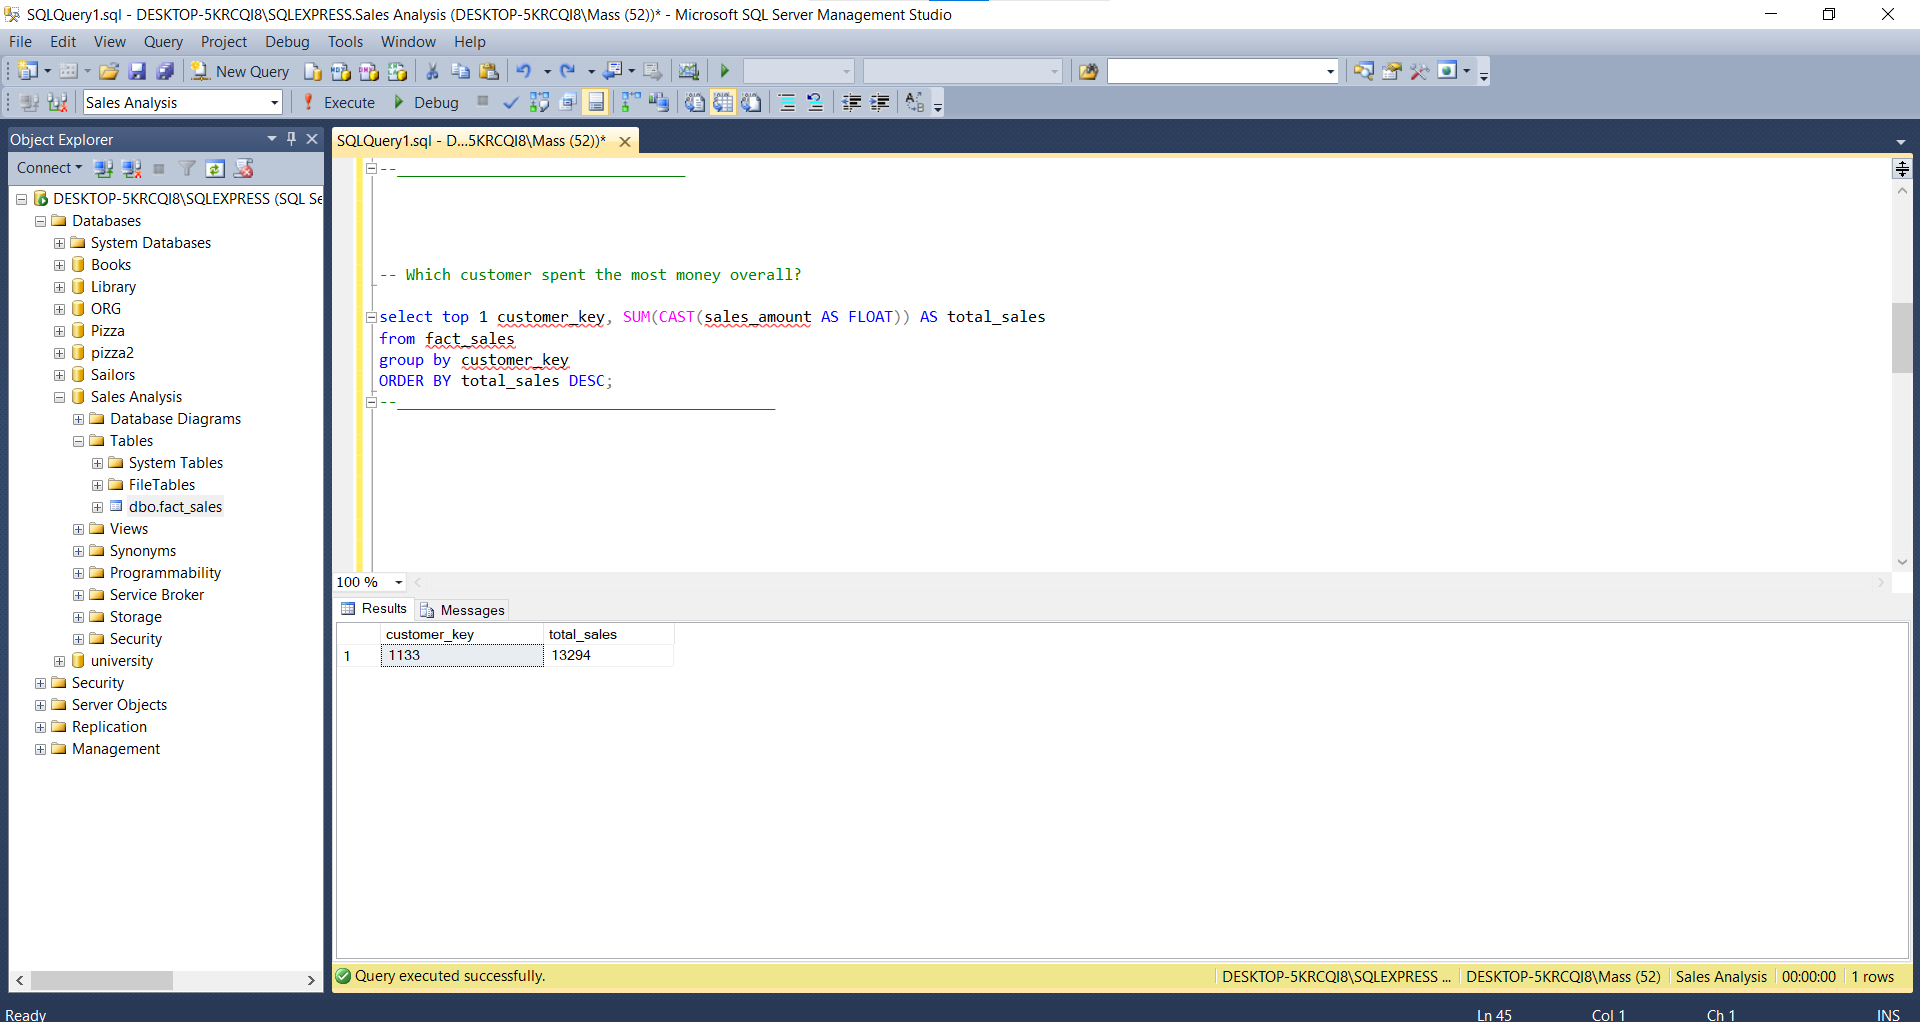 SQLQuery1.sql - DESKTOP-5KRCQI8\SQLEXPRESS.Sales Analysis (DESKTOP-5KRCQI8\Mass (52))* - Microsoft SQL Server Management Studio
File Edit View Query Project Debug Tools Window Help
New Query
Sales Analysis Execute Debug
Object Explorer
Connect
DESKTOP-5KRCQI8\SQLEXPRESS (SQL Se
Databases
System Databases
Books
Library
ORG
Pizza
pizza2
Sailors
Sales Analysis
Database Diagrams
Tables
System Tables
FileTables
dbo.fact_sales
Views
Synonyms
Programmability
Service Broker
Storage
Security
university
Security
Server Objects
Replication
Management
SQLQuery1.sql - D...5KRCQI8\Mass (52))*
--________________________________
-- Which customer spent the most money overall?
select top 1 customer_key, SUM(CAST(sales_amount AS FLOAT)) AS total_sales
from fact_sales
group by customer_key
ORDER BY total_sales DESC;
--__________________________________________
100 %
Results Messages
customer_key total_sales
1 1133 13294
Query executed successfully. DESKTOP-5KRCQI8\SQLEXPRESS ... DESKTOP-5KRCQI8\Mass (52) Sales Analysis 00:00:00 1 rows
Ready Ln 45 Col 1 Ch 1 INS